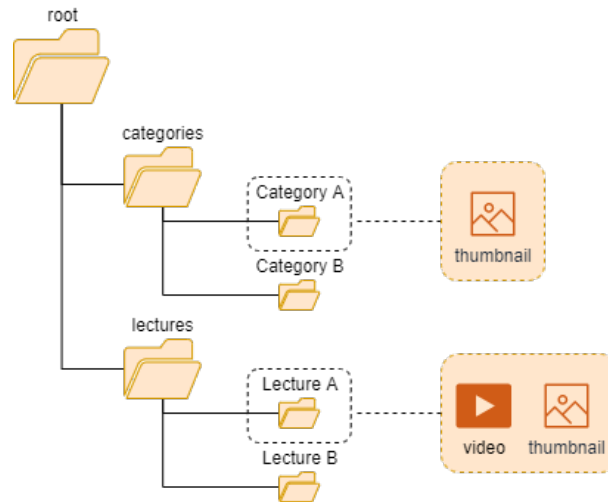 root
categories
Category A
thumbnail
Category B
lectures
Lecture A
video
thumbnail
Lecture B